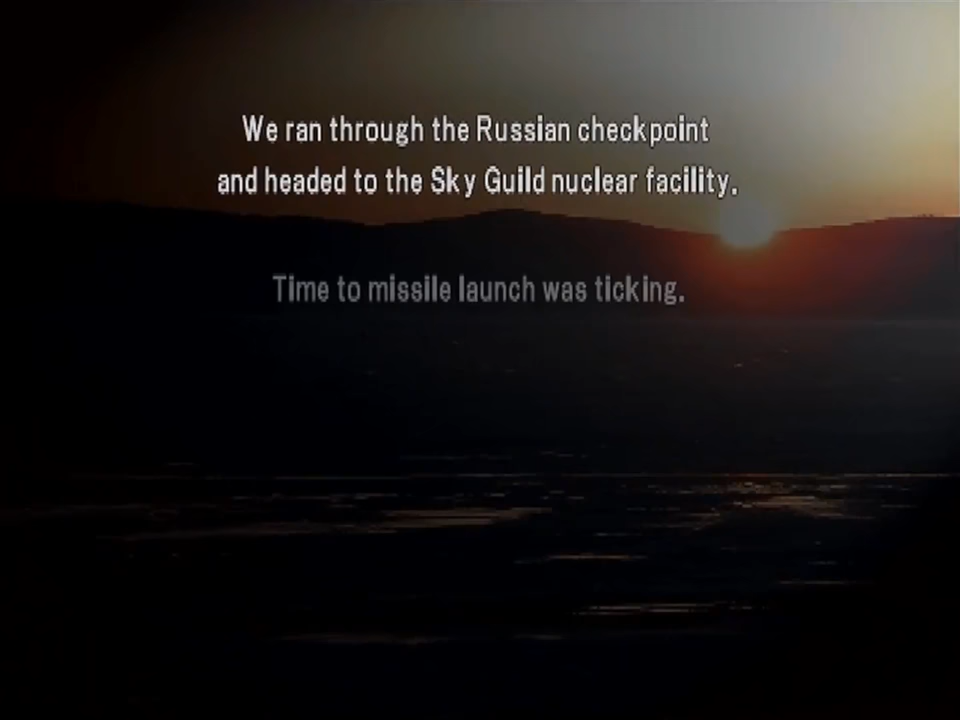 We ran through the Russian checkpoint
and headed to the Sky Guild nuclear facility.
Time to missile launch was ticking.